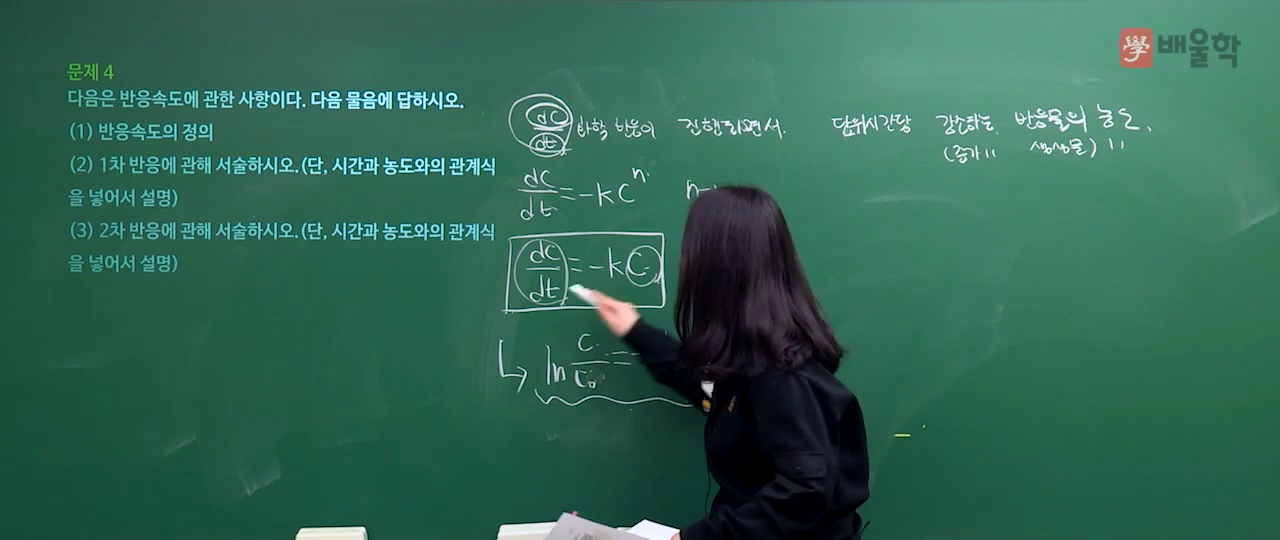 學 배울학
문제 4
다음은 반응속도에 관한 사항이다. 다음 물음에 답하시오.
(1) 반응속도의 정의
(2) 1차 반응에 관해 서술하시오.(단, 시간과 농도와의 관계식
을 넣어서 설명)
(3) 2차 반응에 관해 서술하시오.(단, 시간과 농도와의 관계식
을 넣어서 설명)
dC/dt 화학 반응이 진행되면서 단위시간당 감소하는 반응물의 농도.
(증가 〃 생성물) 〃
dC/dt = -kC^n
dC/dt = -kC
ln C/C₀ = -